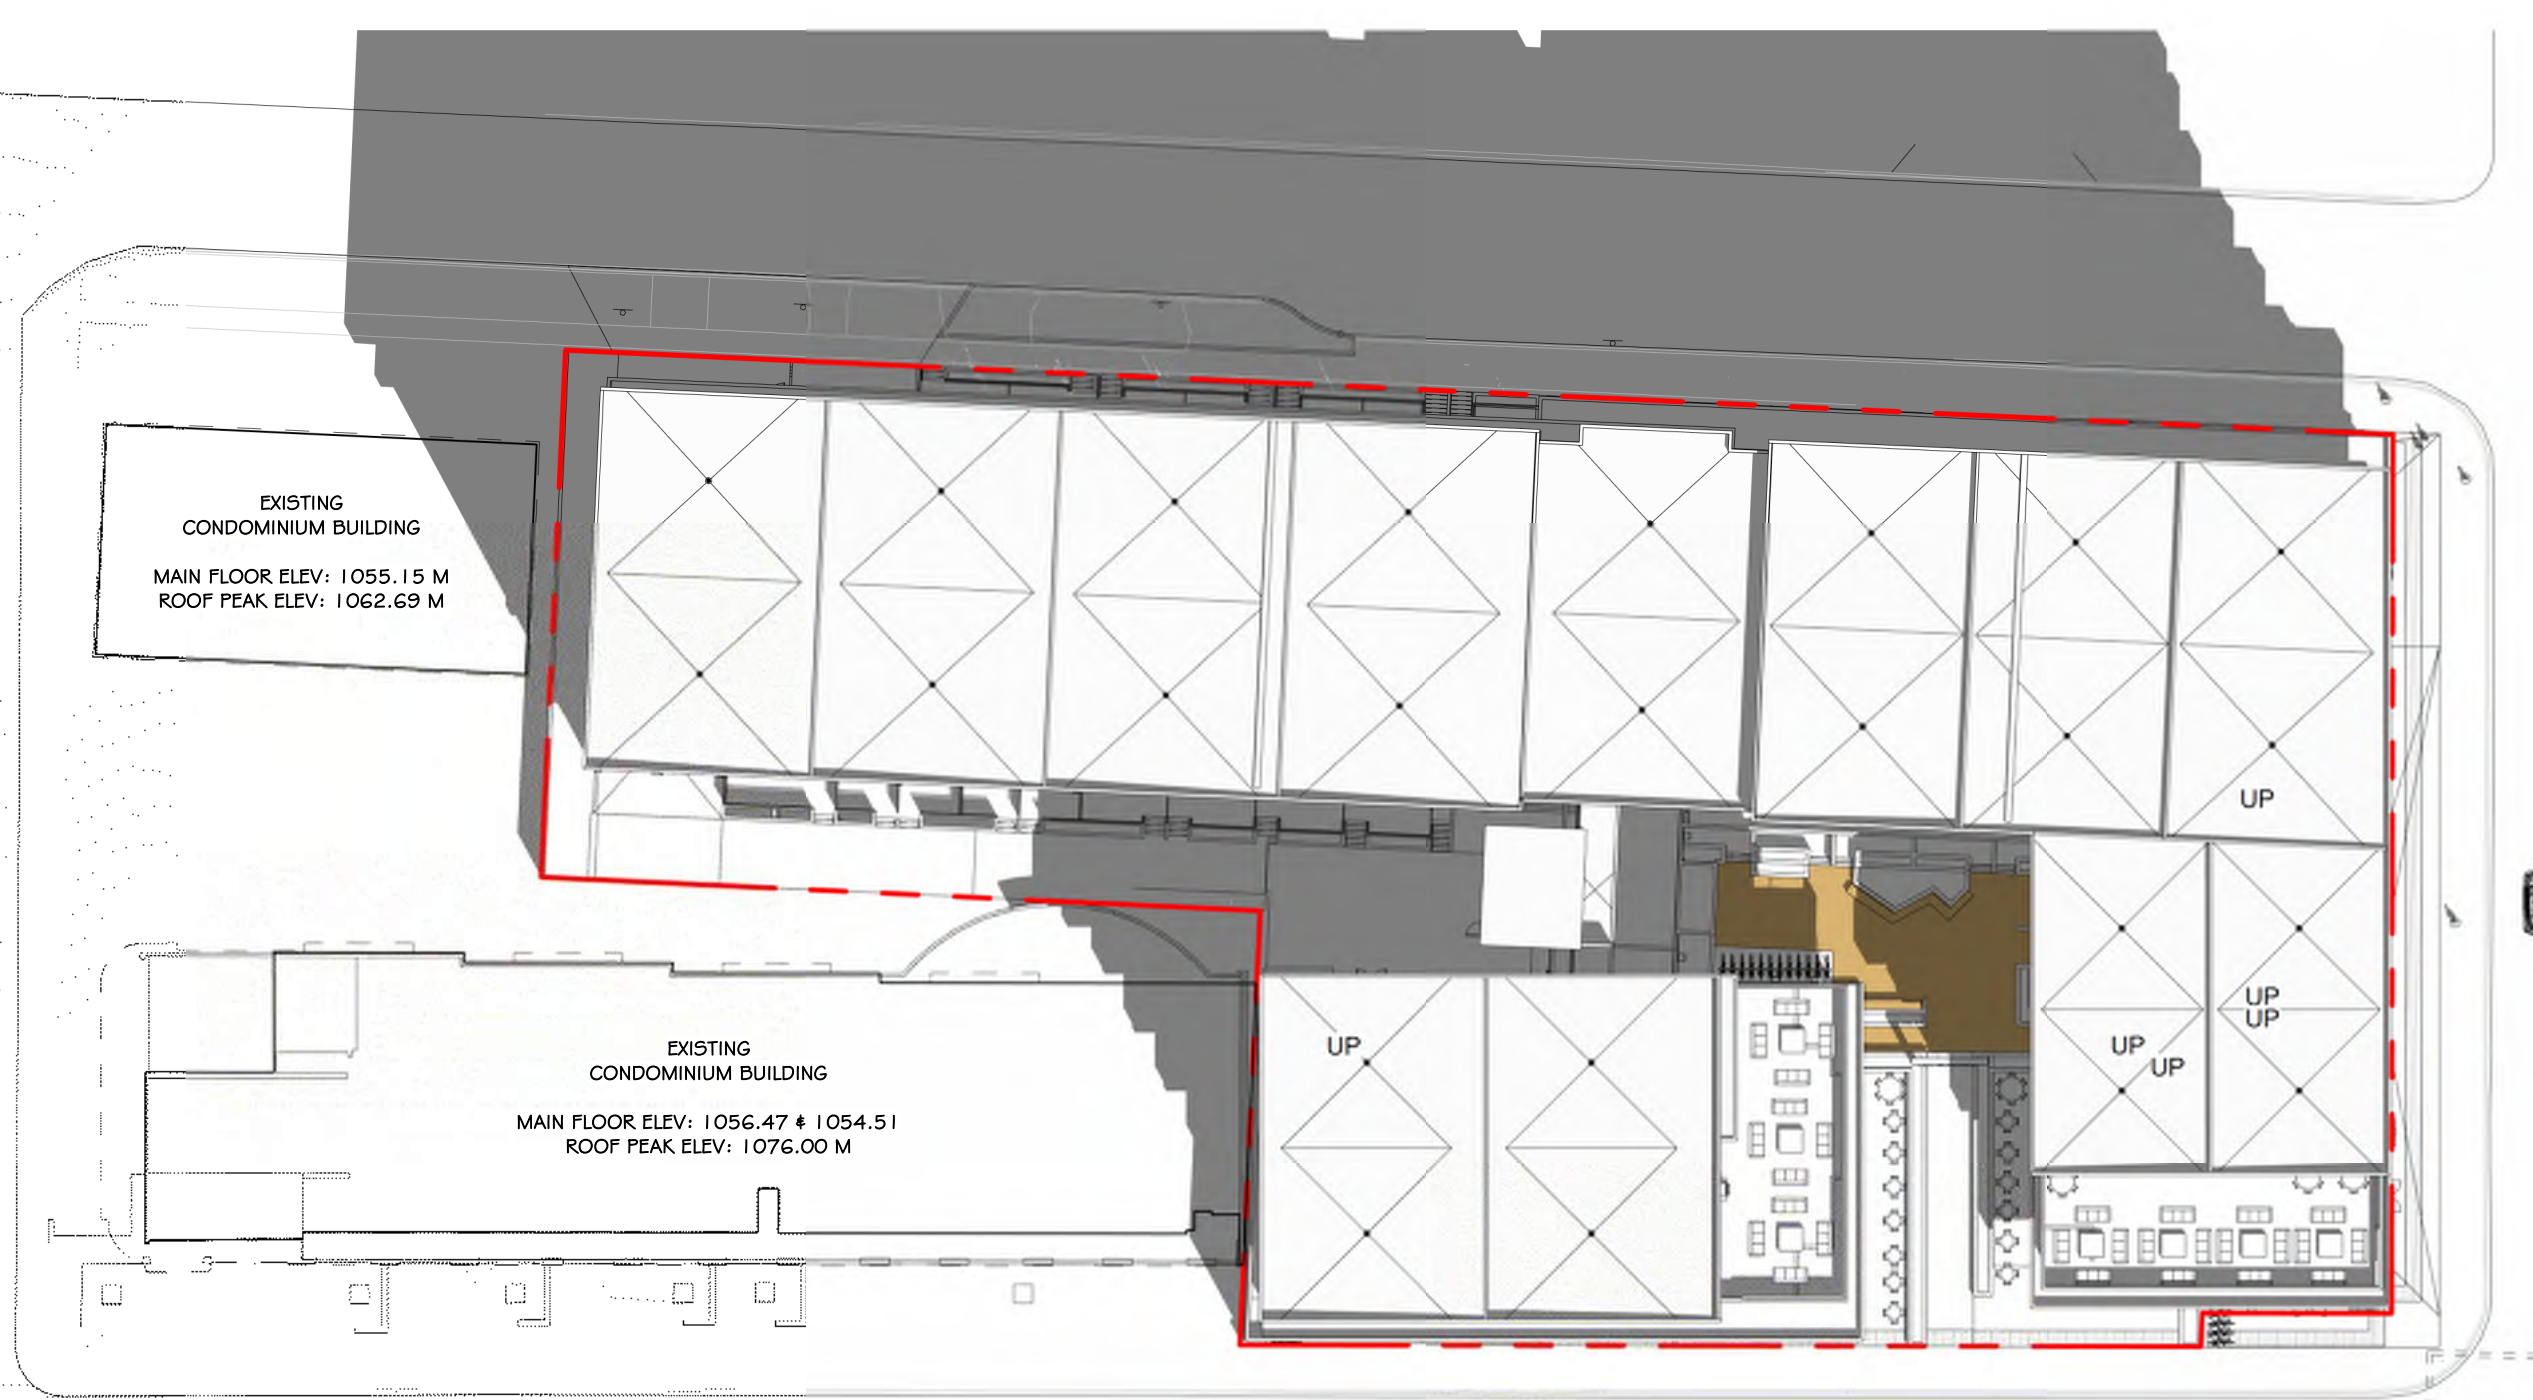 EXISTING
CONDOMINIUM BUILDING
MAIN FLOOR ELEV: 1055.15 M
ROOF PEAK ELEV: 1062.69 M
UP
UP
UP
UP
UP
UP
EXISTING
CONDOMINIUM BUILDING
MAIN FLOOR ELEV: 1056.47 & 1054.51
ROOF PEAK ELEV: 1076.00 M